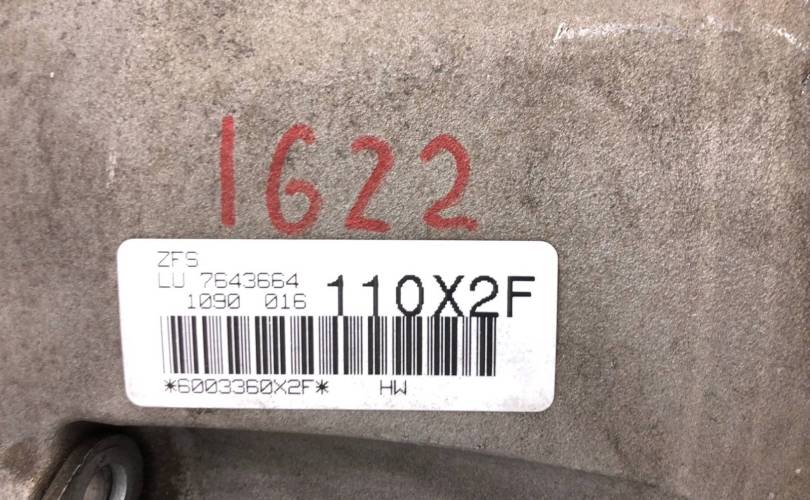 1622
ZFS
LU 7643664
1090 016
110X2F
*6003360X2F* HW